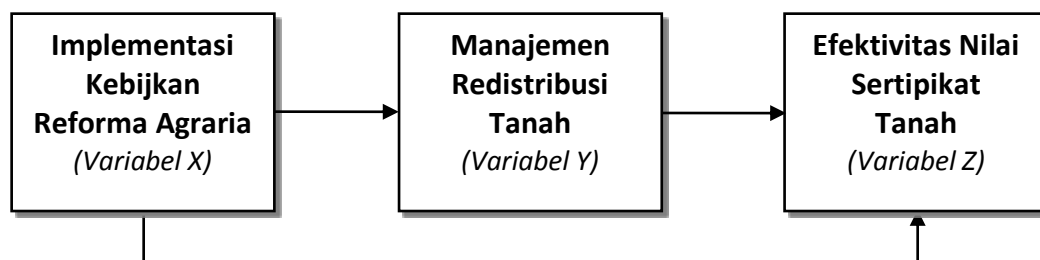 Implementasi
Kebijkan
Reforma Agraria
(Variabel X)
Manajemen
Redistribusi
Tanah
(Variabel Y)
Efektivitas Nilai
Sertipikat
Tanah
(Variabel Z)